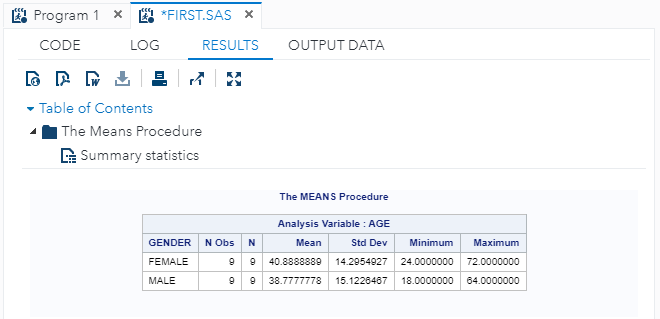 Program 1 × *FIRST.SAS ×
CODE LOG RESULTS OUTPUT DATA
Table of Contents
The Means Procedure
Summary statistics
The MEANS Procedure
Analysis Variable : AGE
GENDER N Obs N Mean Std Dev Minimum Maximum
FEMALE 9 9 40.8888889 14.2954927 24.0000000 72.0000000
MALE 9 9 38.7777778 15.1226467 18.0000000 64.0000000